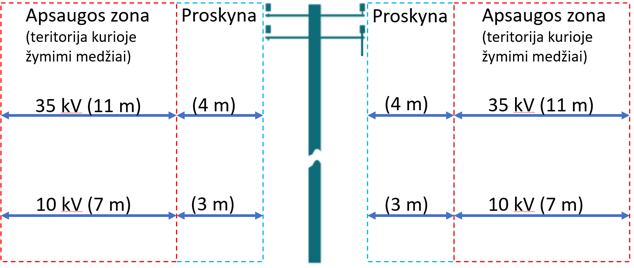 Apsaugos zona
(teritorija kurioje
žymimi medžiai)
Proskyna
Proskyna
Apsaugos zona
(teritorija kurioje
žymimi medžiai)
35 kV (11 m)
(4 m)
(4 m)
35 kV (11 m)
10 kV (7 m)
(3 m)
(3 m)
10 kV (7 m)